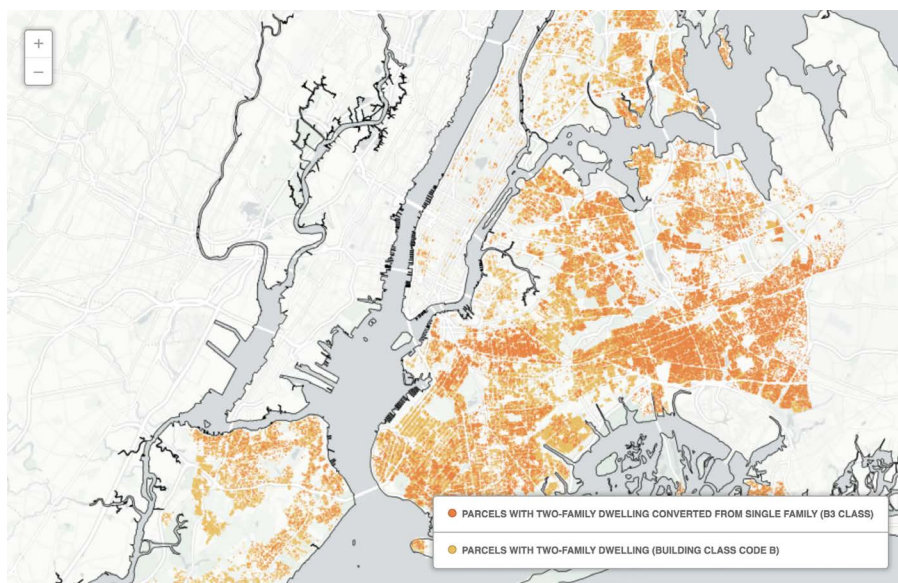 +
−
PARCELS WITH TWO-FAMILY DWELLING CONVERTED FROM SINGLE FAMILY (B3 CLASS)
PARCELS WITH TWO-FAMILY DWELLING (BUILDING CLASS CODE B)